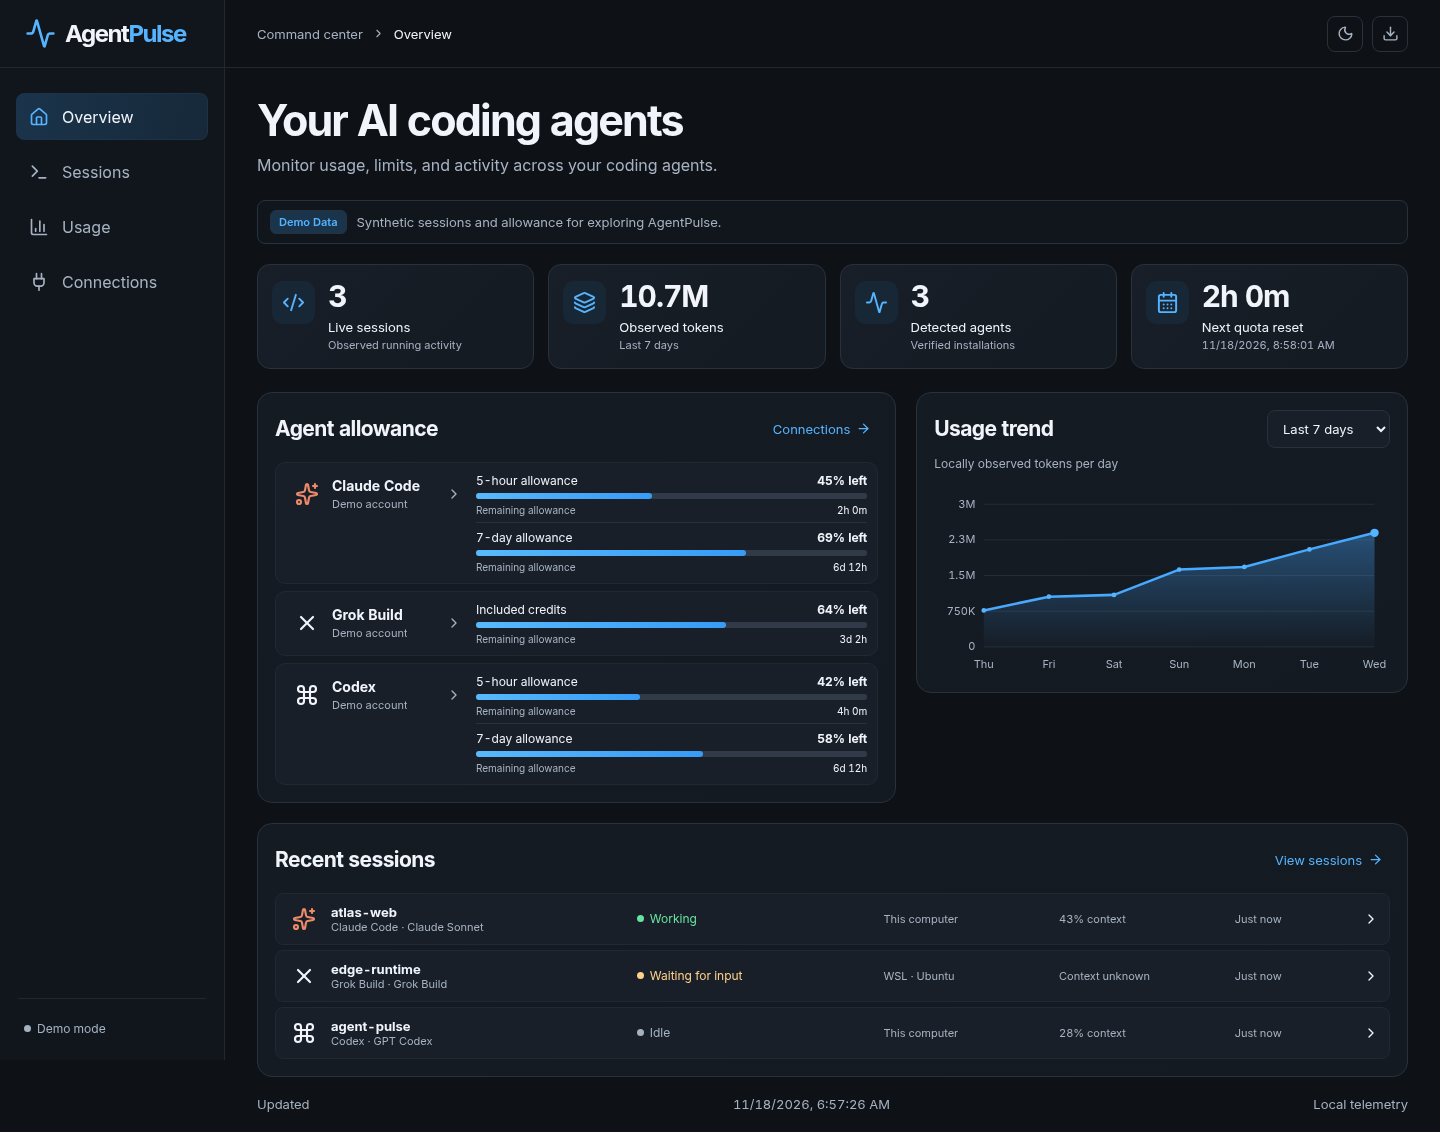 AgentPulse
Command center
Overview
Overview
Sessions
Usage
Connections
Demo mode
Your AI coding agents
Monitor usage, limits, and activity across your coding agents.
Demo Data
Synthetic sessions and allowance for exploring AgentPulse.
3
Live sessions
Observed running activity
10.7M
Observed tokens
Last 7 days
3
Detected agents
Verified installations
2h 0m
Next quota reset
11/18/2026, 8:58:01 AM
Agent allowance
Connections
Claude Code
Demo account
5-hour allowance
45% left
Remaining allowance
2h 0m
7-day allowance
69% left
Remaining allowance
6d 12h
Grok Build
Demo account
Included credits
64% left
Remaining allowance
3d 2h
Codex
Demo account
5-hour allowance
42% left
Remaining allowance
4h 0m
7-day allowance
58% left
Remaining allowance
6d 12h
Usage trend
Last 7 days
Locally observed tokens per day
3M
2.3M
1.5M
750K
0
Thu Fri Sat Sun Mon Tue Wed
Recent sessions
View sessions
atlas-web
Claude Code · Claude Sonnet
Working
This computer
43% context
Just now
edge-runtime
Grok Build · Grok Build
Waiting for input
WSL · Ubuntu
Context unknown
Just now
agent-pulse
Codex · GPT Codex
Idle
This computer
28% context
Just now
Updated
11/18/2026, 6:57:26 AM
Local telemetry